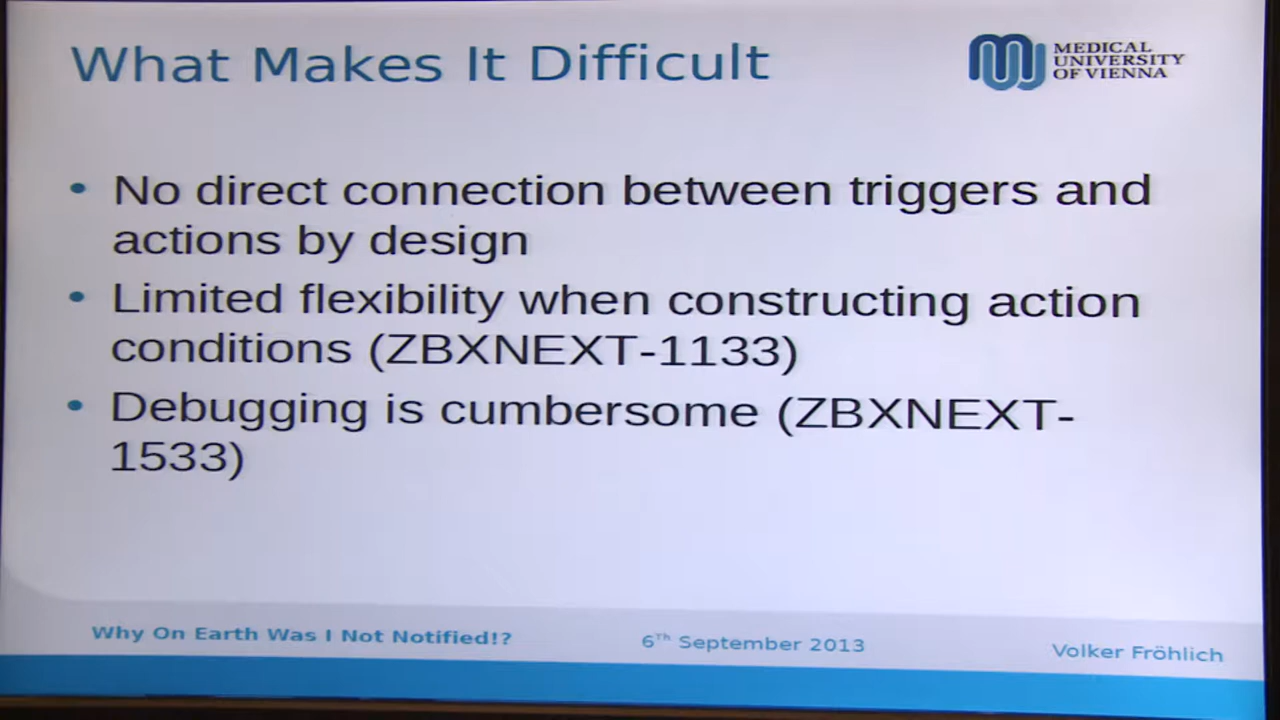 What Makes It Difficult
MEDICAL
UNIVERSITY
OF VIENNA
• No direct connection between triggers and
actions by design
• Limited flexibility when constructing action
conditions (ZBXNEXT-1133)
• Debugging is cumbersome (ZBXNEXT-
1533)
Why On Earth Was I Not Notified!?
6Th September 2013
Volker Fröhlich